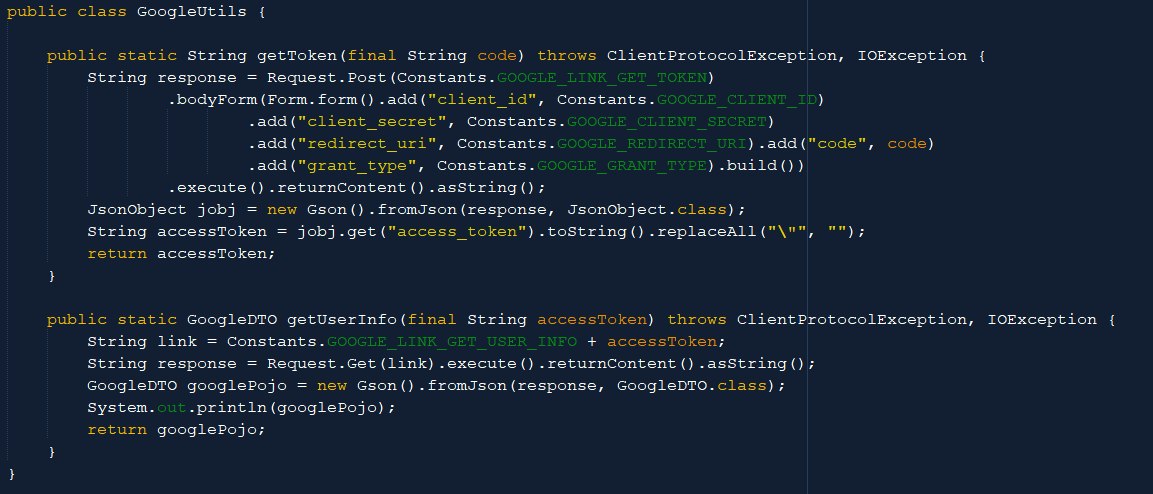 public class GoogleUtils {
public static String getToken(final String code) throws ClientProtocolException, IOException {
String response = Request.Post(Constants.GOOGLE_LINK_GET_TOKEN)
.bodyForm(Form.form().add("client_id", Constants.GOOGLE_CLIENT_ID)
.add("client_secret", Constants.GOOGLE_CLIENT_SECRET)
.add("redirect_uri", Constants.GOOGLE_REDIRECT_URI).add("code", code)
.add("grant_type", Constants.GOOGLE_GRANT_TYPE).build())
.execute().returnContent().asString();
JsonObject jobj = new Gson().fromJson(response, JsonObject.class);
String accessToken = jobj.get("access_token").toString().replaceAll("\"", "");
return accessToken;
}
public static GoogleDTO getUserInfo(final String accessToken) throws ClientProtocolException, IOException {
String link = Constants.GOOGLE_LINK_GET_USER_INFO + accessToken;
String response = Request.Get(link).execute().returnContent().asString();
GoogleDTO googlePojo = new Gson().fromJson(response, GoogleDTO.class);
System.out.println(googlePojo);
return googlePojo;
}
}